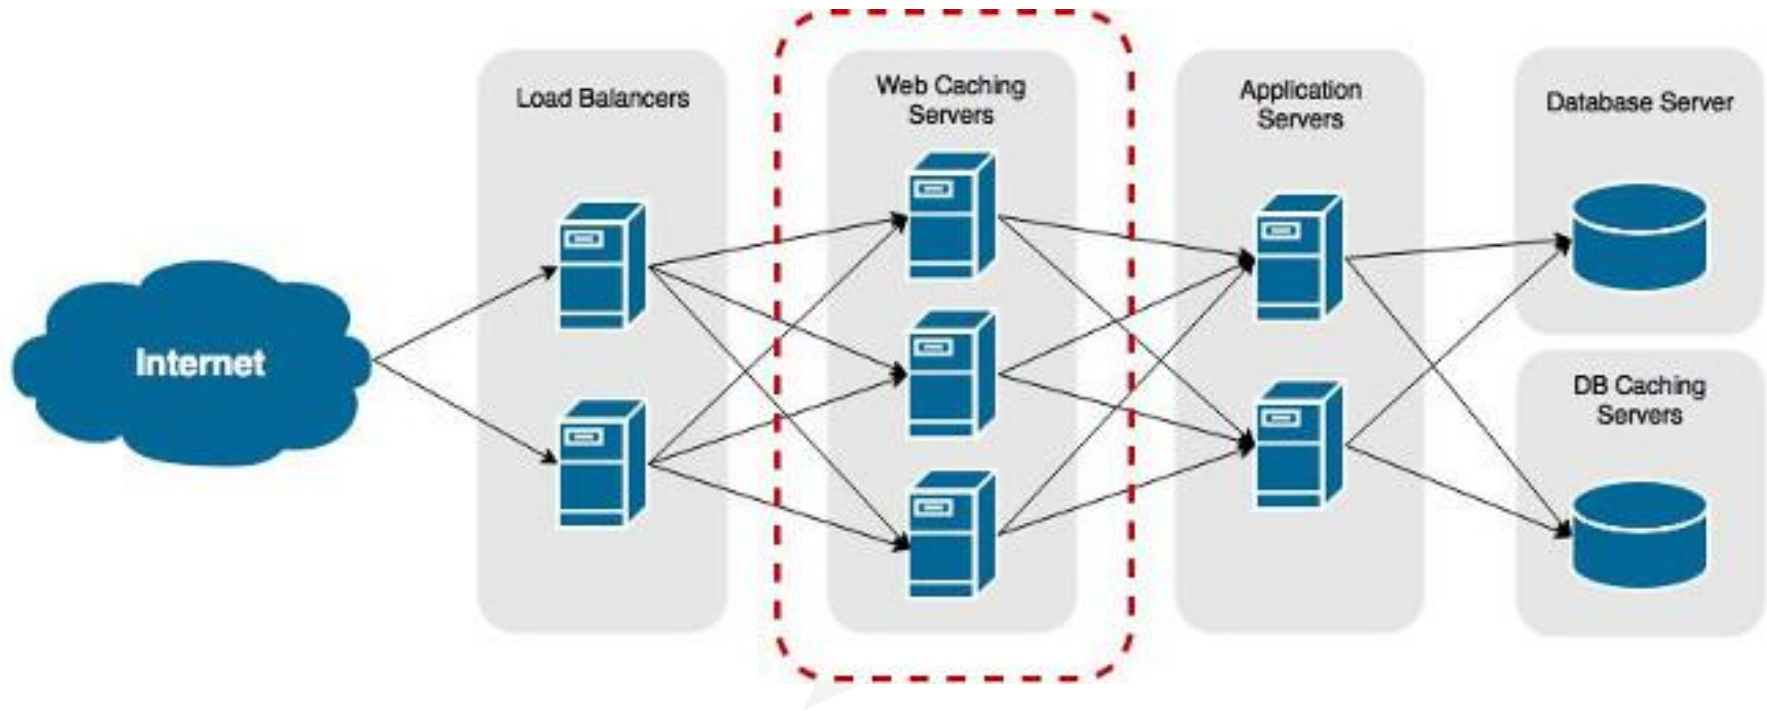 Internet
Load Balancers
Web Caching
Servers
Application
Servers
Database Server
DB Caching
Servers